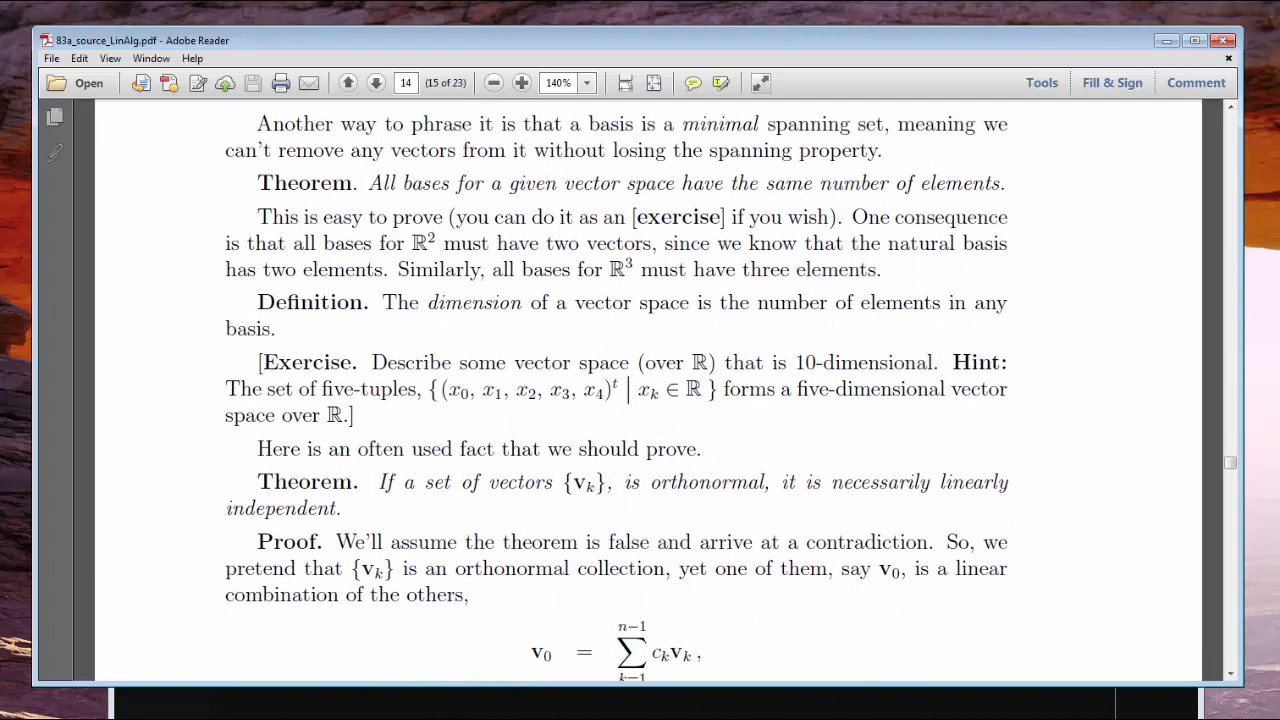 83a_source_LinAlg.pdf - Adobe Reader
File Edit View Window Help
Open 14 (15 of 23) 140% Tools Fill & Sign Comment
Another way to phrase it is that a basis is a minimal spanning set, meaning we
can't remove any vectors from it without losing the spanning property.
Theorem. All bases for a given vector space have the same number of elements.
This is easy to prove (you can do it as an [exercise] if you wish). One consequence
is that all bases for ℝ² must have two vectors, since we know that the natural basis
has two elements. Similarly, all bases for ℝ³ must have three elements.
Definition. The dimension of a vector space is the number of elements in any
basis.
[Exercise. Describe some vector space (over ℝ) that is 10-dimensional. Hint:
The set of five-tuples, {(x₀, x₁, x₂, x₃, x₄)ᵗ | xₖ ∈ ℝ } forms a five-dimensional vector
space over ℝ.]
Here is an often used fact that we should prove.
Theorem. If a set of vectors {vₖ}, is orthonormal, it is necessarily linearly
independent.
Proof. We'll assume the theorem is false and arrive at a contradiction. So, we
pretend that {vₖ} is an orthonormal collection, yet one of them, say v₀, is a linear
combination of the others,
n−1
v₀ = ∑ cₖvₖ ,
k=1